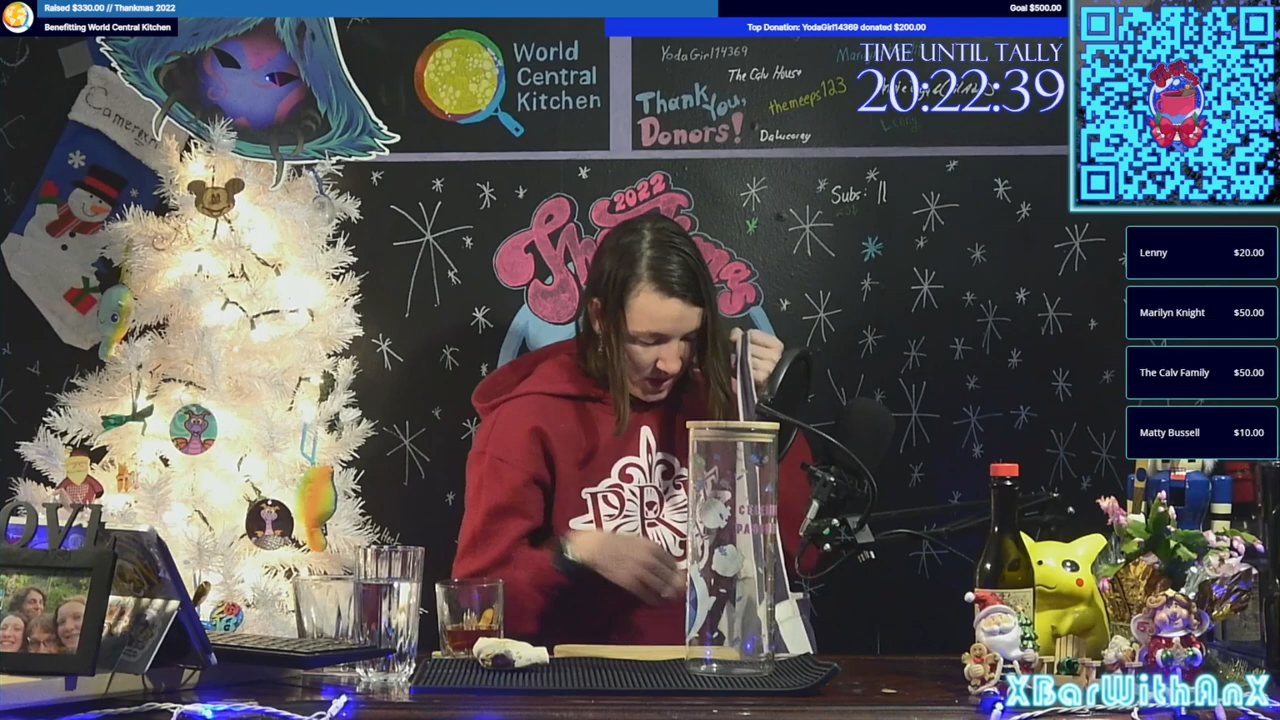 Raised $330.00 // Thankmas 2022
Goal $500.00
Benefitting World Central Kitchen
Top Donation: YodaGirl14369 donated $200.00
World
Central
Kitchen
YodaGirl14369
The Calv House
Thank
You,
Donors!
themeeps123
Dalucorey
Lenny
TIME UNTIL TALLY
20:22:39
Subs: 11
2022
Lenny $20.00
Marilyn Knight $50.00
The Calv Family $50.00
Matty Bussell $10.00
XBarWithAnX